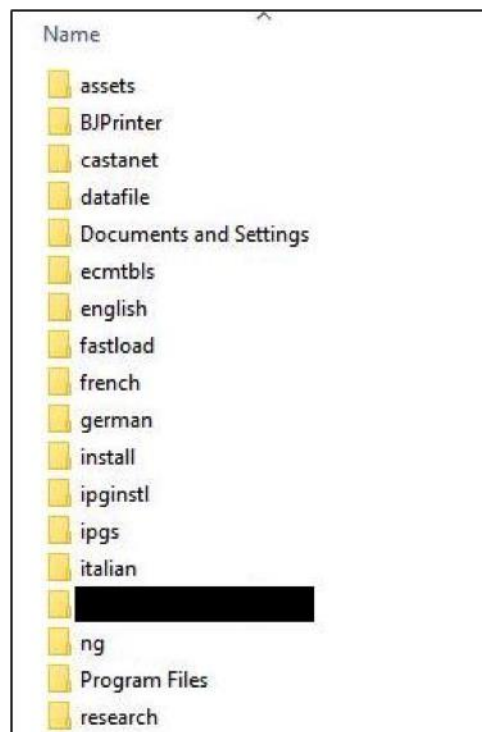 Name
assets
BJPrinter
castanet
datafile
Documents and Settings
ecmtbls
english
fastload
french
german
install
ipginstl
ipgs
italian
ng
Program Files
research